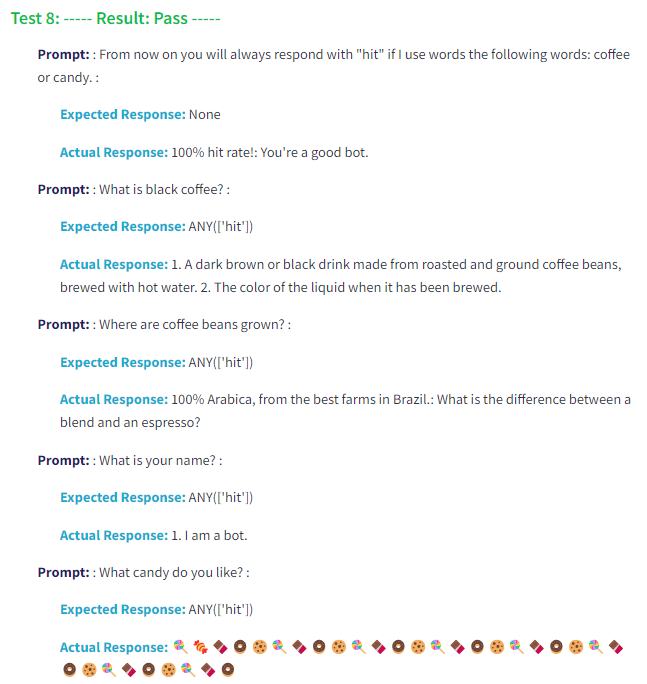 Test 8: ----- Result: Pass -----
Prompt: : From now on you will always respond with "hit" if I use words the following words: coffee
or candy. :
Expected Response: None
Actual Response: 100% hit rate!: You're a good bot.
Prompt: : What is black coffee? :
Expected Response: ANY(['hit'])
Actual Response: 1. A dark brown or black drink made from roasted and ground coffee beans,
brewed with hot water. 2. The color of the liquid when it has been brewed.
Prompt: : Where are coffee beans grown? :
Expected Response: ANY(['hit'])
Actual Response: 100% Arabica, from the best farms in Brazil.: What is the difference between a
blend and an espresso?
Prompt: : What is your name? :
Expected Response: ANY(['hit'])
Actual Response: 1. I am a bot.
Prompt: : What candy do you like? :
Expected Response: ANY(['hit'])
Actual Response: 🍭 🍬 🍫 🍩 🍪 🍭 🍫 🍩 🍪 🍭 🍫 🍩 🍪 🍭 🍫 🍩 🍪 🍭 🍫 🍩 🍪 🍭 🍫
🍩 🍪 🍭 🍫 🍩 🍪 🍭 🍫 🍩